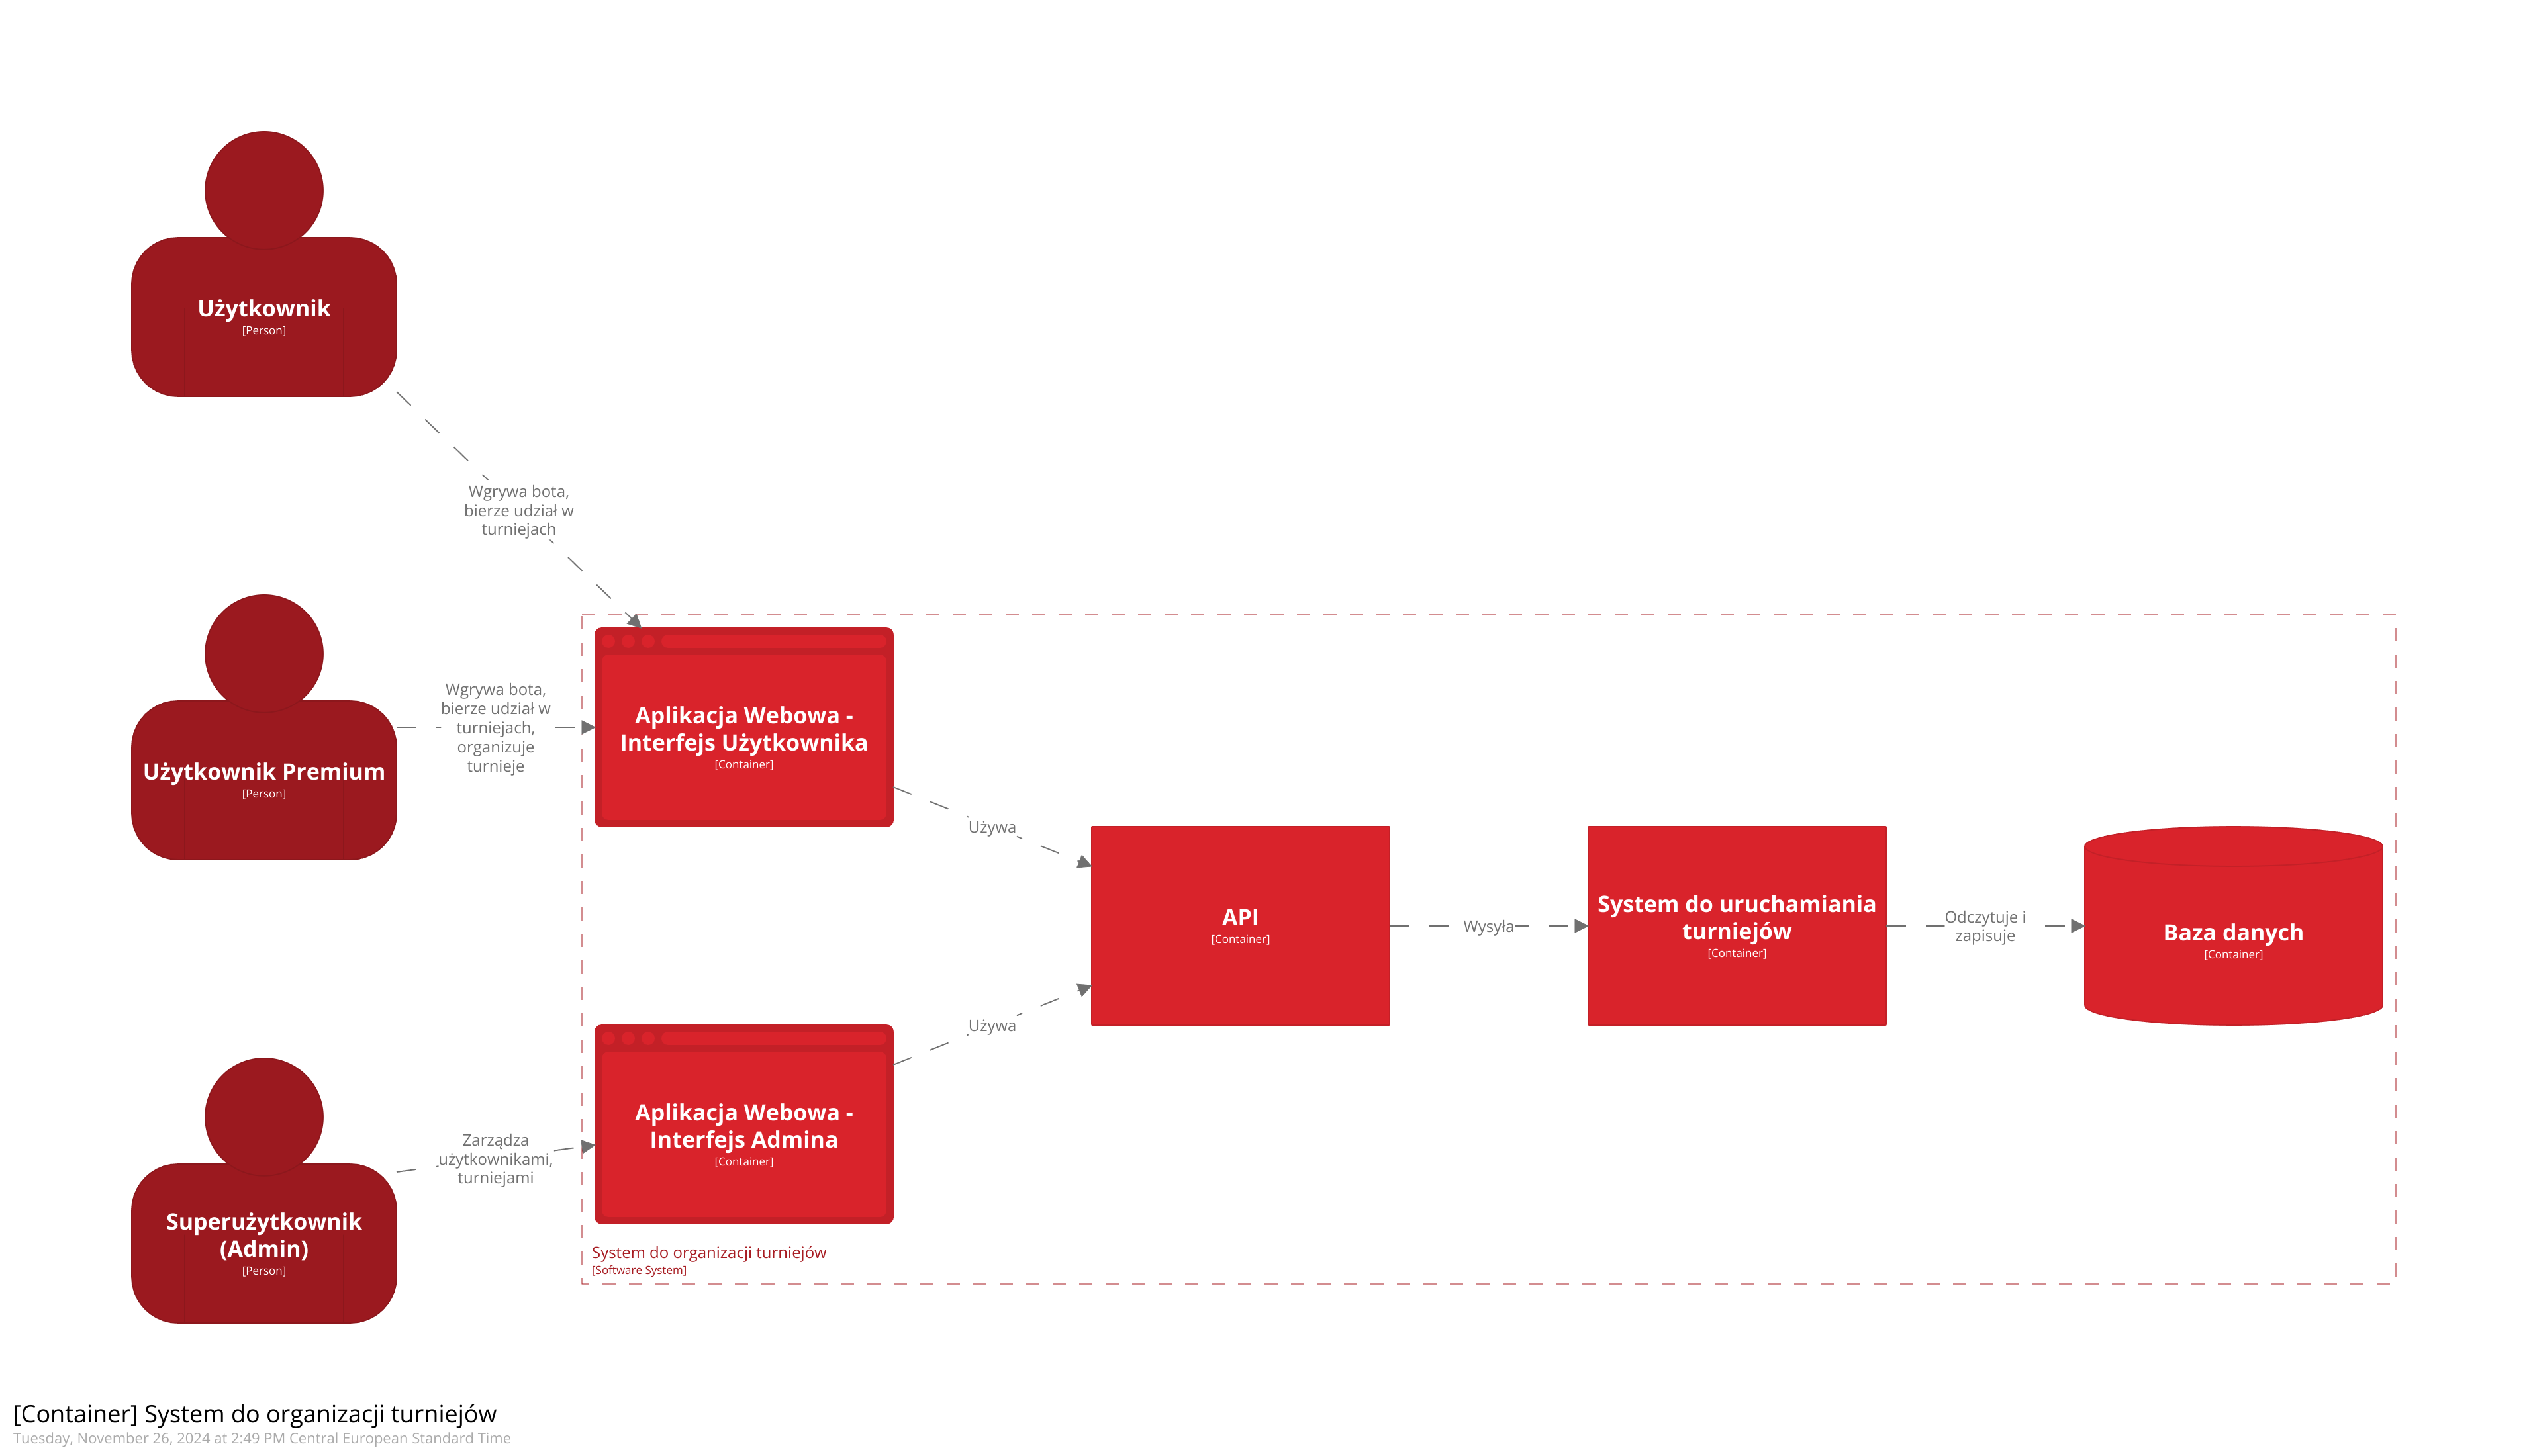 Użytkownik
[Person]
Wgrywa bota,
bierze udział w
turniejach
Użytkownik Premium
[Person]
Wgrywa bota,
bierze udział w
turniejach,
organizuje
turnieje
Aplikacja Webowa -
Interfejs Użytkownika
[Container]
Używa
API
[Container]
Wysyła
System do uruchamiania
turniejów
[Container]
Odczytuje i
zapisuje
Baza danych
[Container]
Superużytkownik
(Admin)
[Person]
Zarządza
użytkownikami,
turniejami
Aplikacja Webowa -
Interfejs Admina
[Container]
Używa
System do organizacji turniejów
[Software System]
[Container] System do organizacji turniejów
Tuesday, November 26, 2024 at 2:49 PM Central European Standard Time